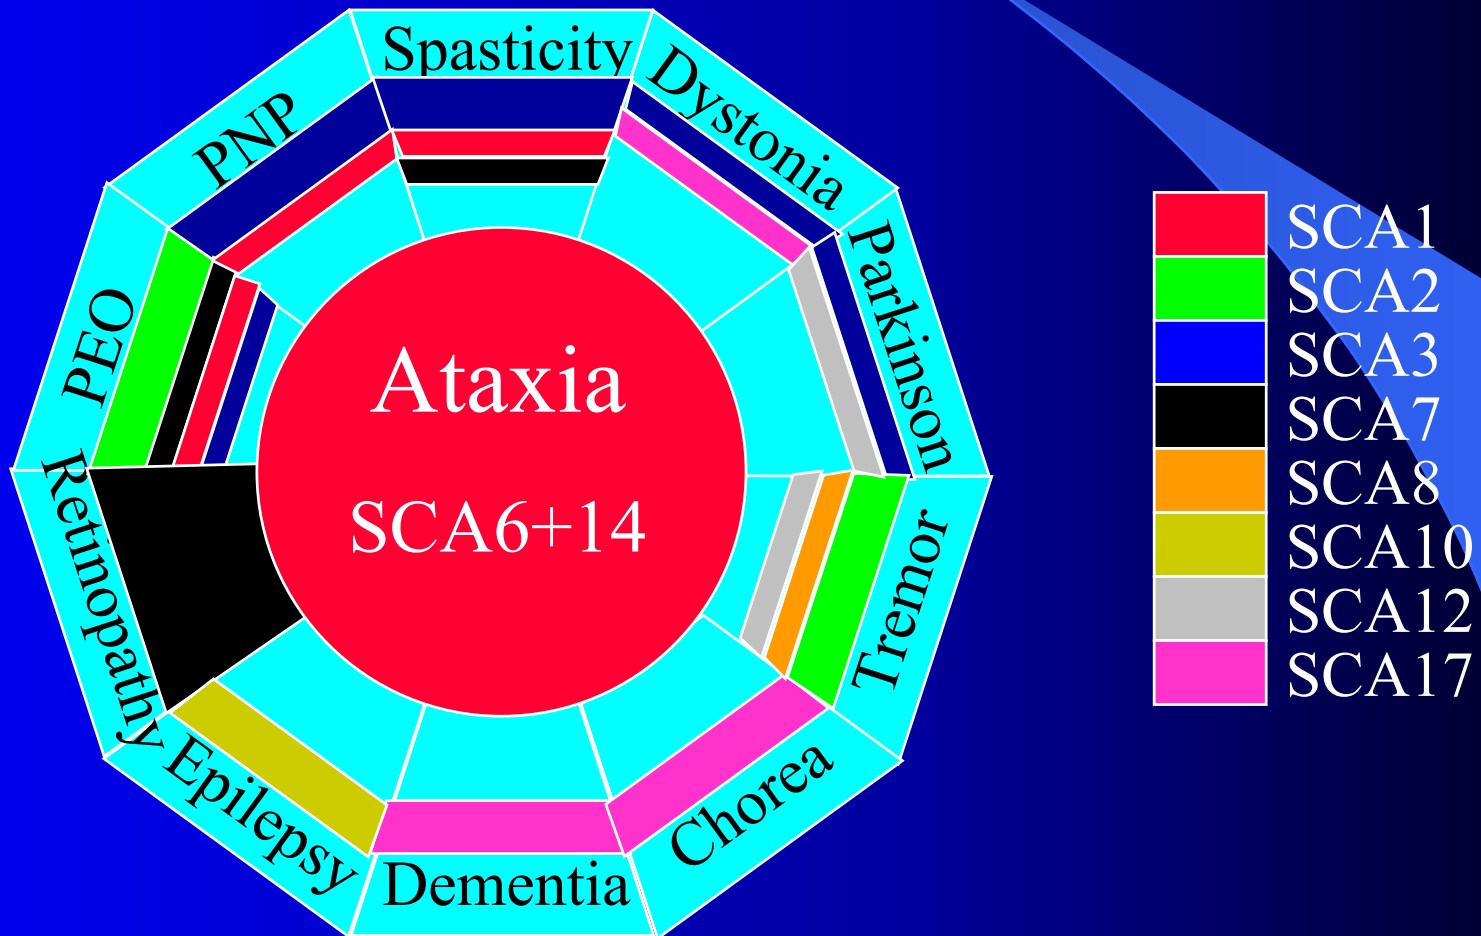 Spasticity
Dystonia
Parkinson
Tremor
Chorea
Dementia
Epilepsy
Retinopathy
PEO
PNP
Ataxia
SCA6+14
SCA1
SCA2
SCA3
SCA7
SCA8
SCA10
SCA12
SCA17